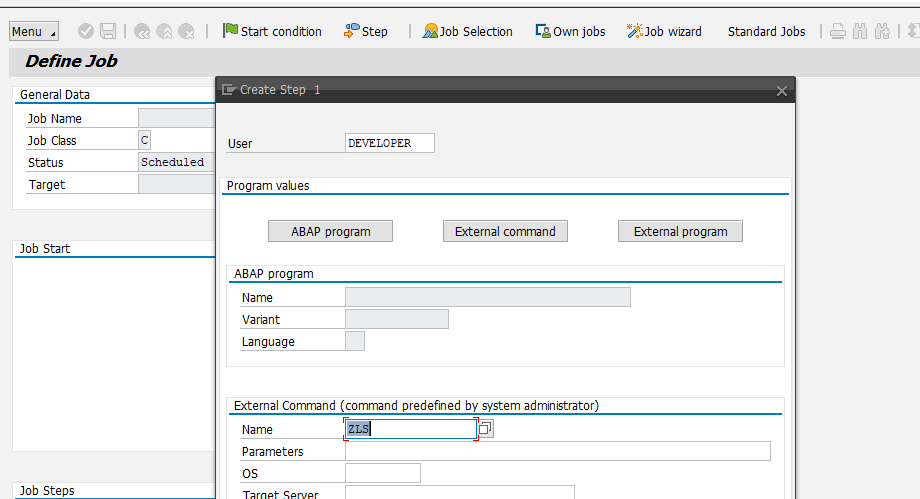 Menu Start condition Step Job Selection Own jobs Job wizard Standard Jobs
Define Job
General Data
Job Name
Job Class C
Status Scheduled
Target
Job Start
Job Steps
Create Step 1
User DEVELOPER
Program values
ABAP program External command External program
ABAP program
Name
Variant
Language
External Command (command predefined by system administrator)
Name ZLS
Parameters
OS
Target Server